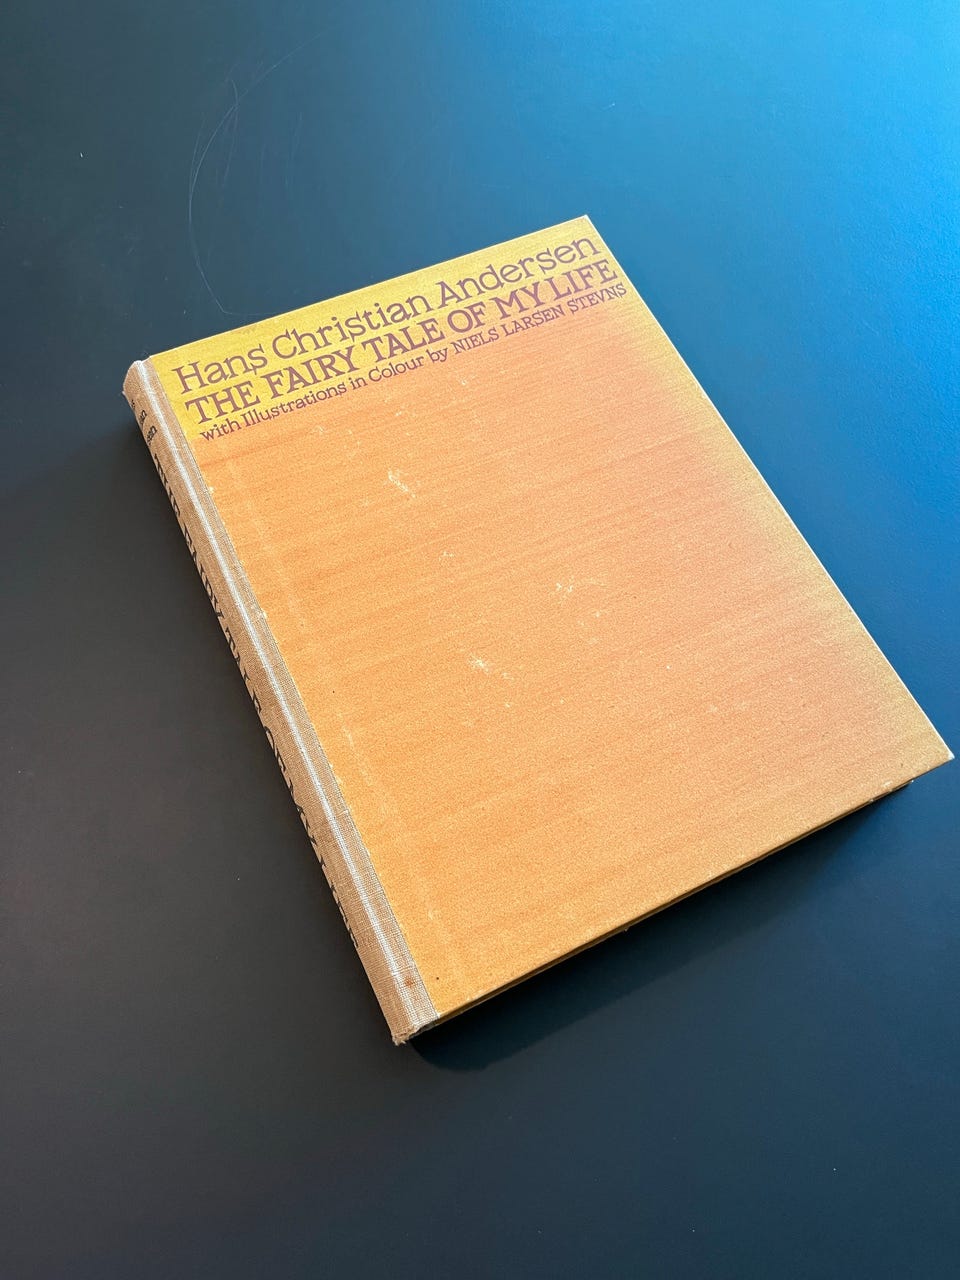 Hans Christian Andersen
THE FAIRY TALE OF MY LIFE
with Illustrations in Colour by NIELS LARSEN STEVNS